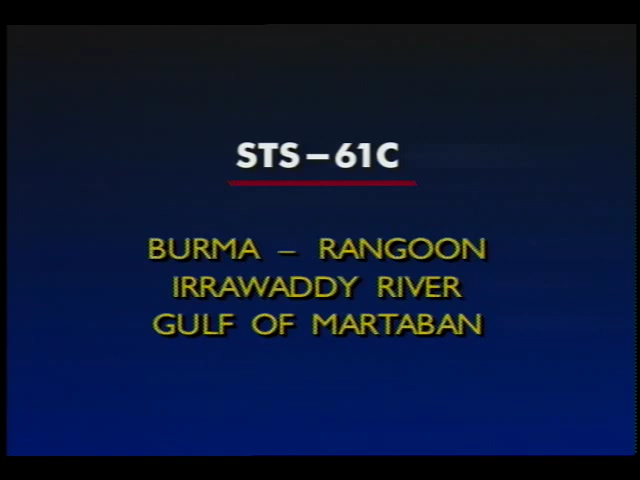 STS-61C
BURMA - RANGOON
IRRAWADDY RIVER
GULF OF MARTABAN